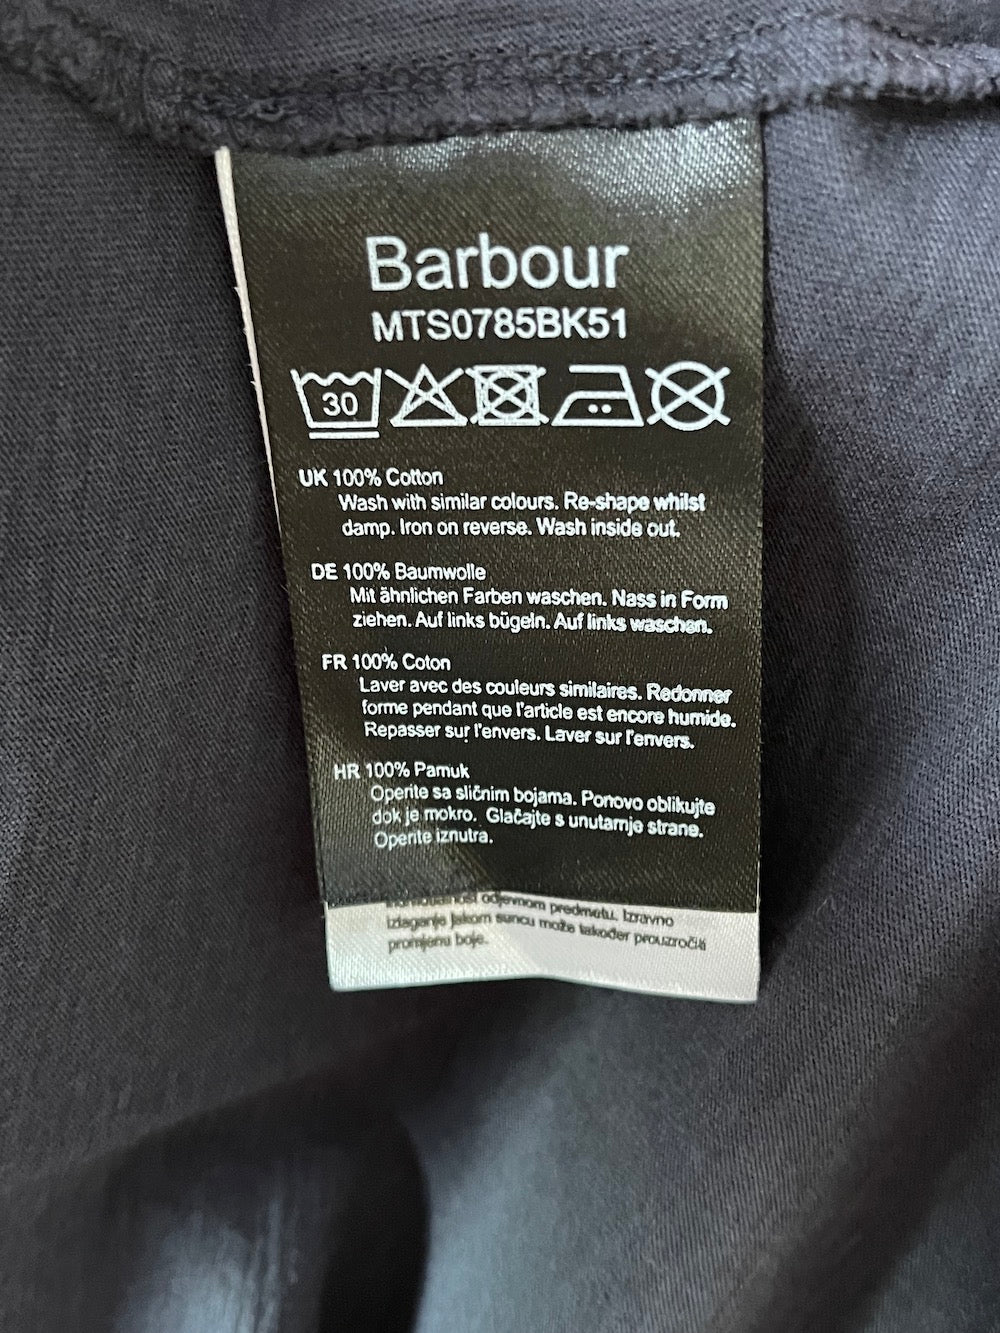 Barbour
MTS0785BK51
30
UK 100% Cotton
Wash with similar colours. Re-shape whilst
damp. Iron on reverse. Wash inside out.
DE 100% Baumwolle
Mit ähnlichen Farben waschen. Nass in Form
ziehen. Auf links bügeln. Auf links waschen.
FR 100% Coton
Laver avec des couleurs similaires. Redonner
forme pendant que l'article est encore humide.
Repasser sur l'envers. Laver sur l'envers.
HR 100% Pamuk
Operite sa sličnim bojama. Ponovo oblikujte
dok je mokro. Glačajte s unutarnje strane.
Operite iznutra.
odjevnom predmetu. Izravno
izlaganje jakom suncu može također prouzročiti
promjenu boje.